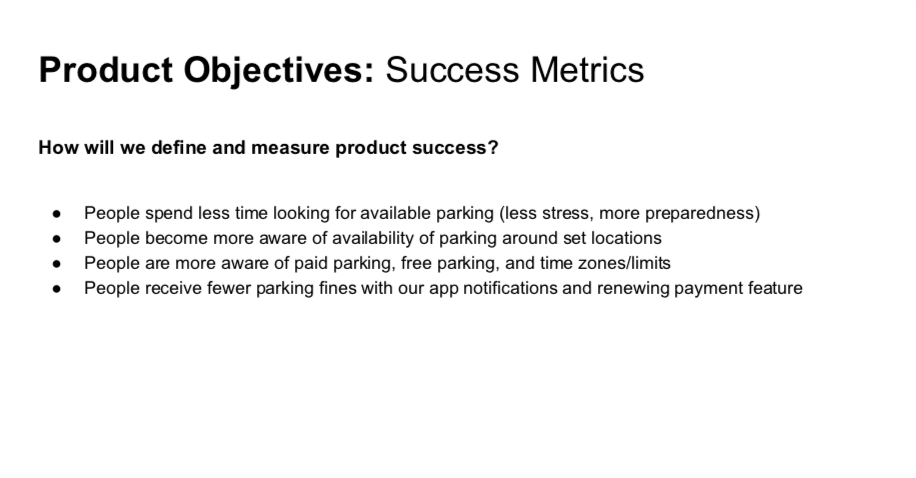 Product Objectives: Success Metrics
How will we define and measure product success?
● People spend less time looking for available parking (less stress, more preparedness)
● People become more aware of availability of parking around set locations
● People are more aware of paid parking, free parking, and time zones/limits
● People receive fewer parking fines with our app notifications and renewing payment feature